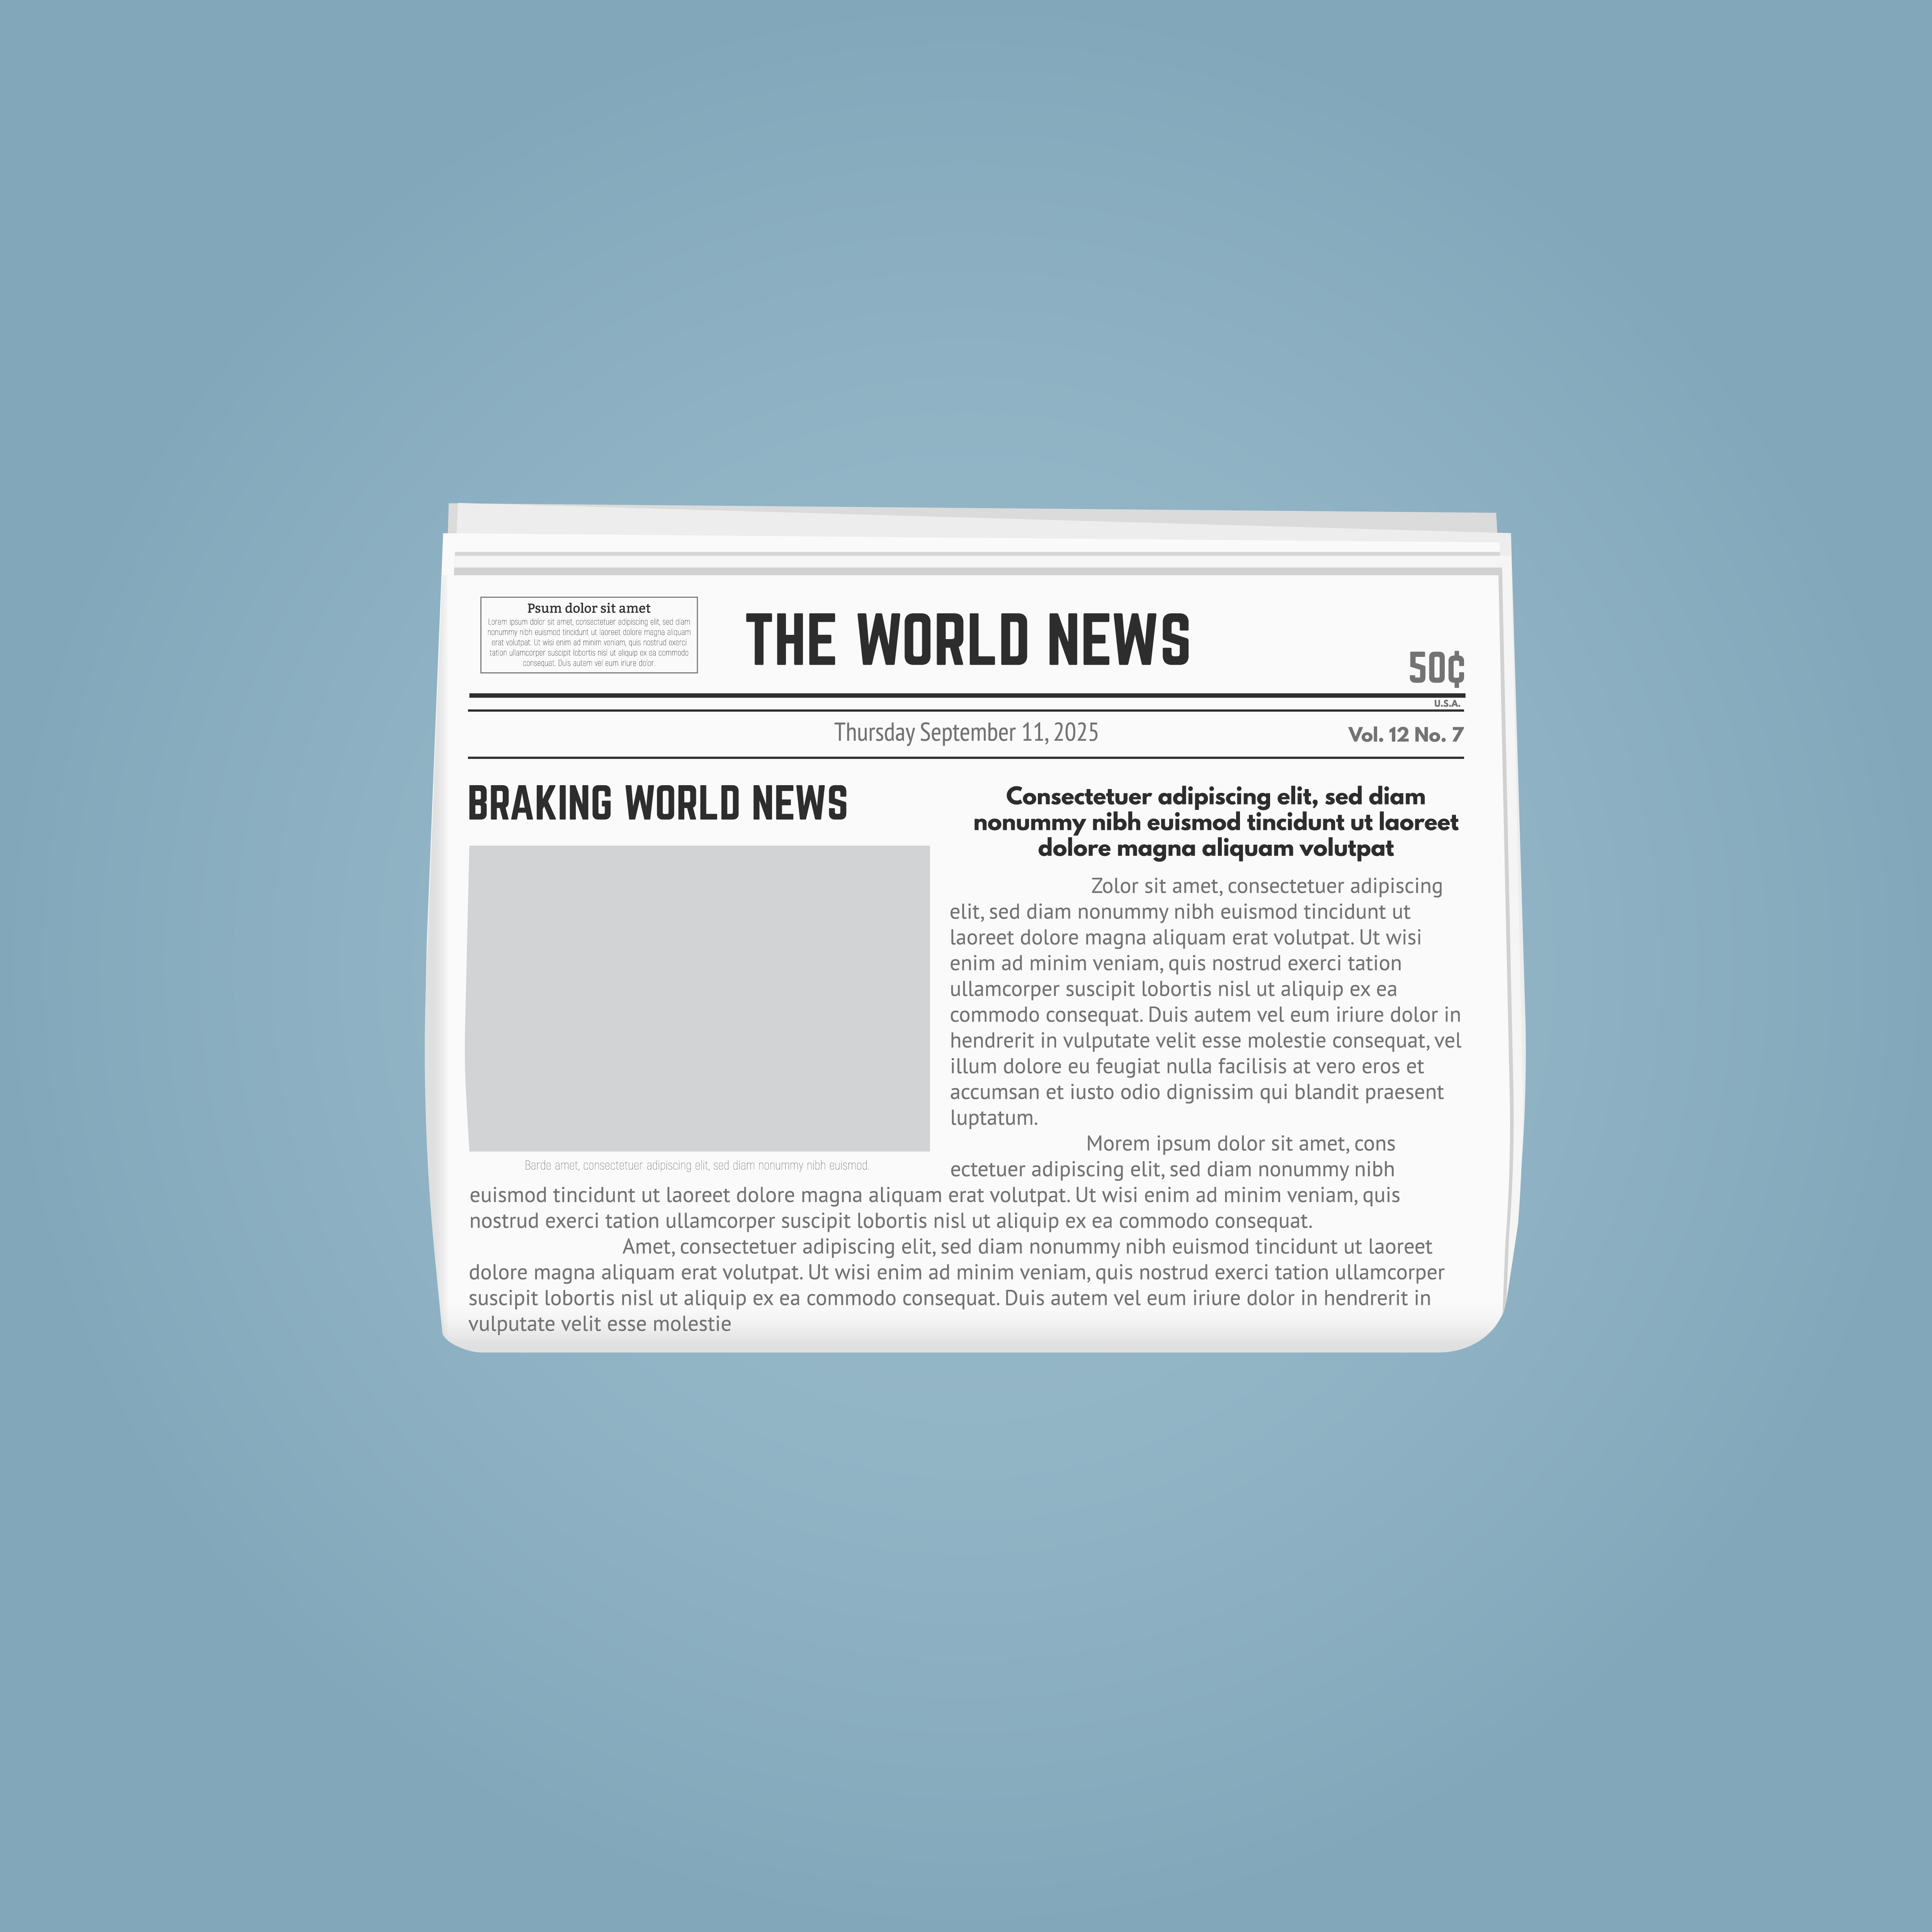 Psum dolor sit amet
Lorem ipsum dolor sit amet, consectetuer adipiscing elit, sed diam
nonummy nibh euismod tincidunt ut laoreet dolore magna aliquam
erat volutpat. Ut wisi enim ad minim veniam, quis nostrud exerci
tation ullamcorper suscipit lobortis nisl ut aliquip ex ea commodo
consequat. Duis autem vel eum iriure dolor.
THE WORLD NEWS
50¢
U.S.A.
Thursday September 11, 2025
Vol. 12 No. 7
BRAKING WORLD NEWS
Barde amet, consectetuer adipiscing elit, sed diam nonummy nibh euismod.
Consectetuer adipiscing elit, sed diam
nonummy nibh euismod tincidunt ut laoreet
dolore magna aliquam volutpat
Zolor sit amet, consectetuer adipiscing
elit, sed diam nonummy nibh euismod tincidunt ut
laoreet dolore magna aliquam erat volutpat. Ut wisi
enim ad minim veniam, quis nostrud exerci tation
ullamcorper suscipit lobortis nisl ut aliquip ex ea
commodo consequat. Duis autem vel eum iriure dolor in
hendrerit in vulputate velit esse molestie consequat, vel
illum dolore eu feugiat nulla facilisis at vero eros et
accumsan et iusto odio dignissim qui blandit praesent
luptatum.
Morem ipsum dolor sit amet, cons
ectetuer adipiscing elit, sed diam nonummy nibh
euismod tincidunt ut laoreet dolore magna aliquam erat volutpat. Ut wisi enim ad minim veniam, quis
nostrud exerci tation ullamcorper suscipit lobortis nisl ut aliquip ex ea commodo consequat.
Amet, consectetuer adipiscing elit, sed diam nonummy nibh euismod tincidunt ut laoreet
dolore magna aliquam erat volutpat. Ut wisi enim ad minim veniam, quis nostrud exerci tation ullamcorper
suscipit lobortis nisl ut aliquip ex ea commodo consequat. Duis autem vel eum iriure dolor in hendrerit in
vulputate velit esse molestie